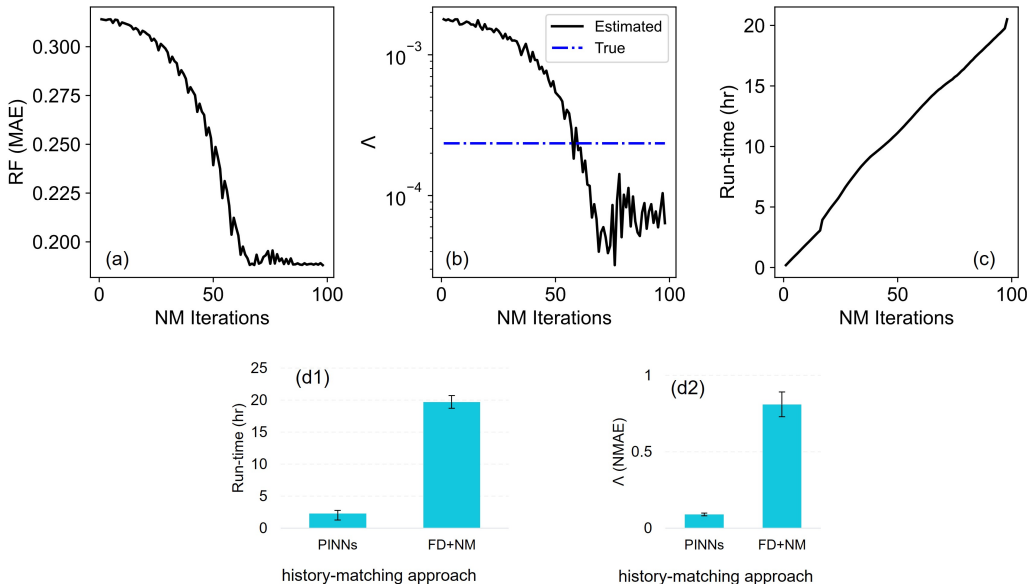 RF (MAE)
0.300
0.275
0.250
0.225
0.200
(a)
0
50
100
NM Iterations
Λ
10⁻³
10⁻⁴
Estimated
True
(b)
0
50
100
NM Iterations
Run-time (hr)
20
15
10
5
0
(c)
0
50
100
NM Iterations
(d1)
Run-time (hr)
25
20
15
10
5
0
PINNs
FD+NM
history-matching approach
(d2)
Λ (NMAE)
1
0.5
0
PINNs
FD+NM
history-matching approach